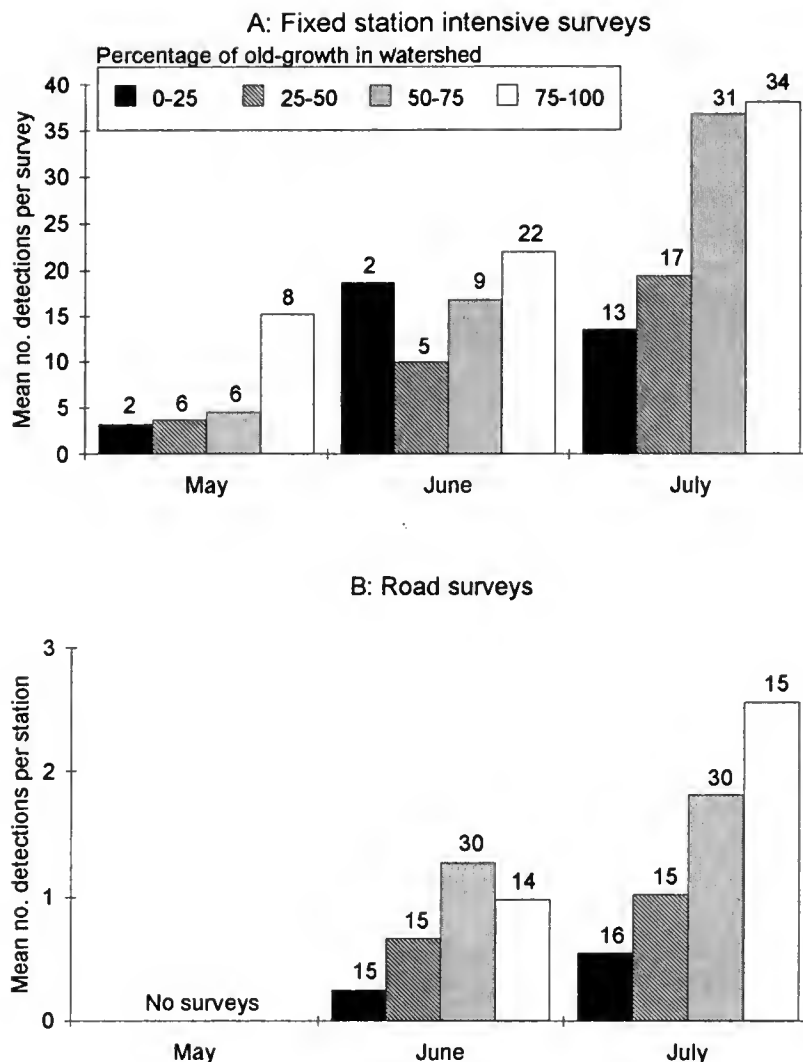 A: Fixed station intensive surveys
Percentage of old-growth in watershed
0-25 25-50 50-75 75-100
Mean no. detections per survey
40
35
30
25
20
15
10
5
0
2 6 6 8
2 5 9 22
13 17 31 34
May June July
B: Road surveys
Mean no. detections per station
3
2
1
0
No surveys
15 15 30 14
16 15 30 15
May June July